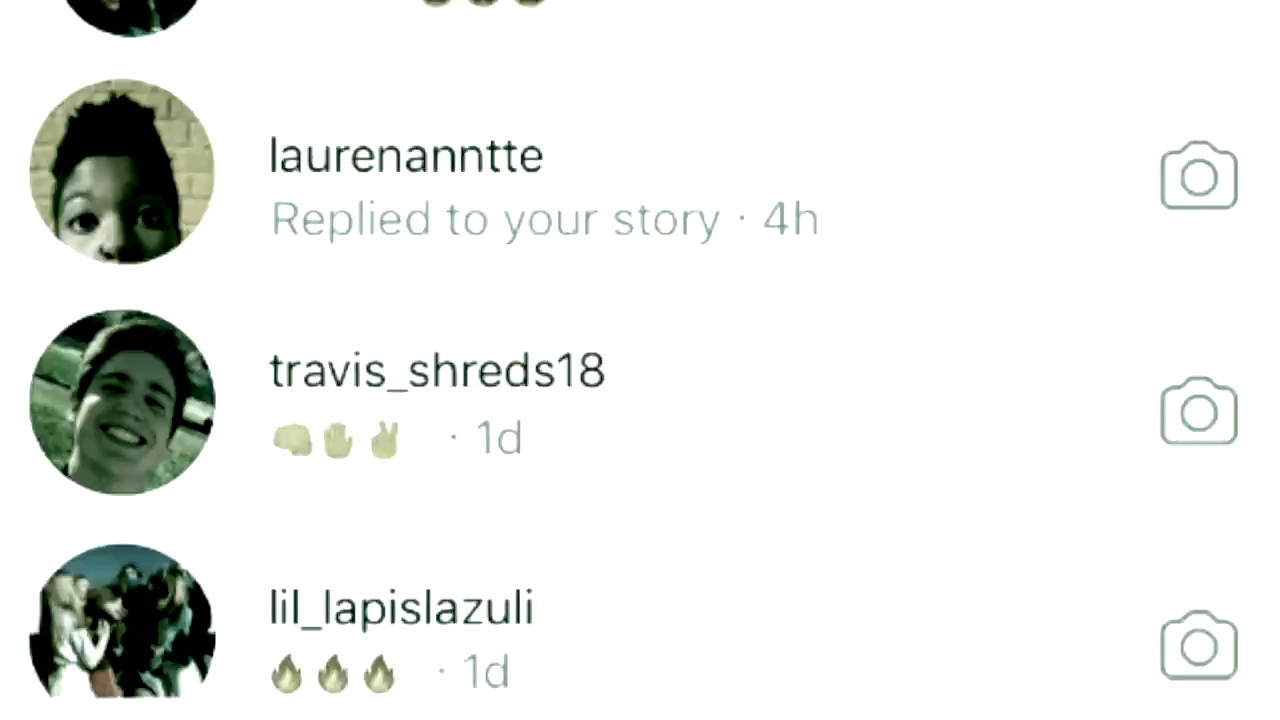 laurenanntte
Replied to your story · 4h
travis_shreds18
👊✋✌ · 1d
lil_lapislazuli
🔥🔥🔥 · 1d